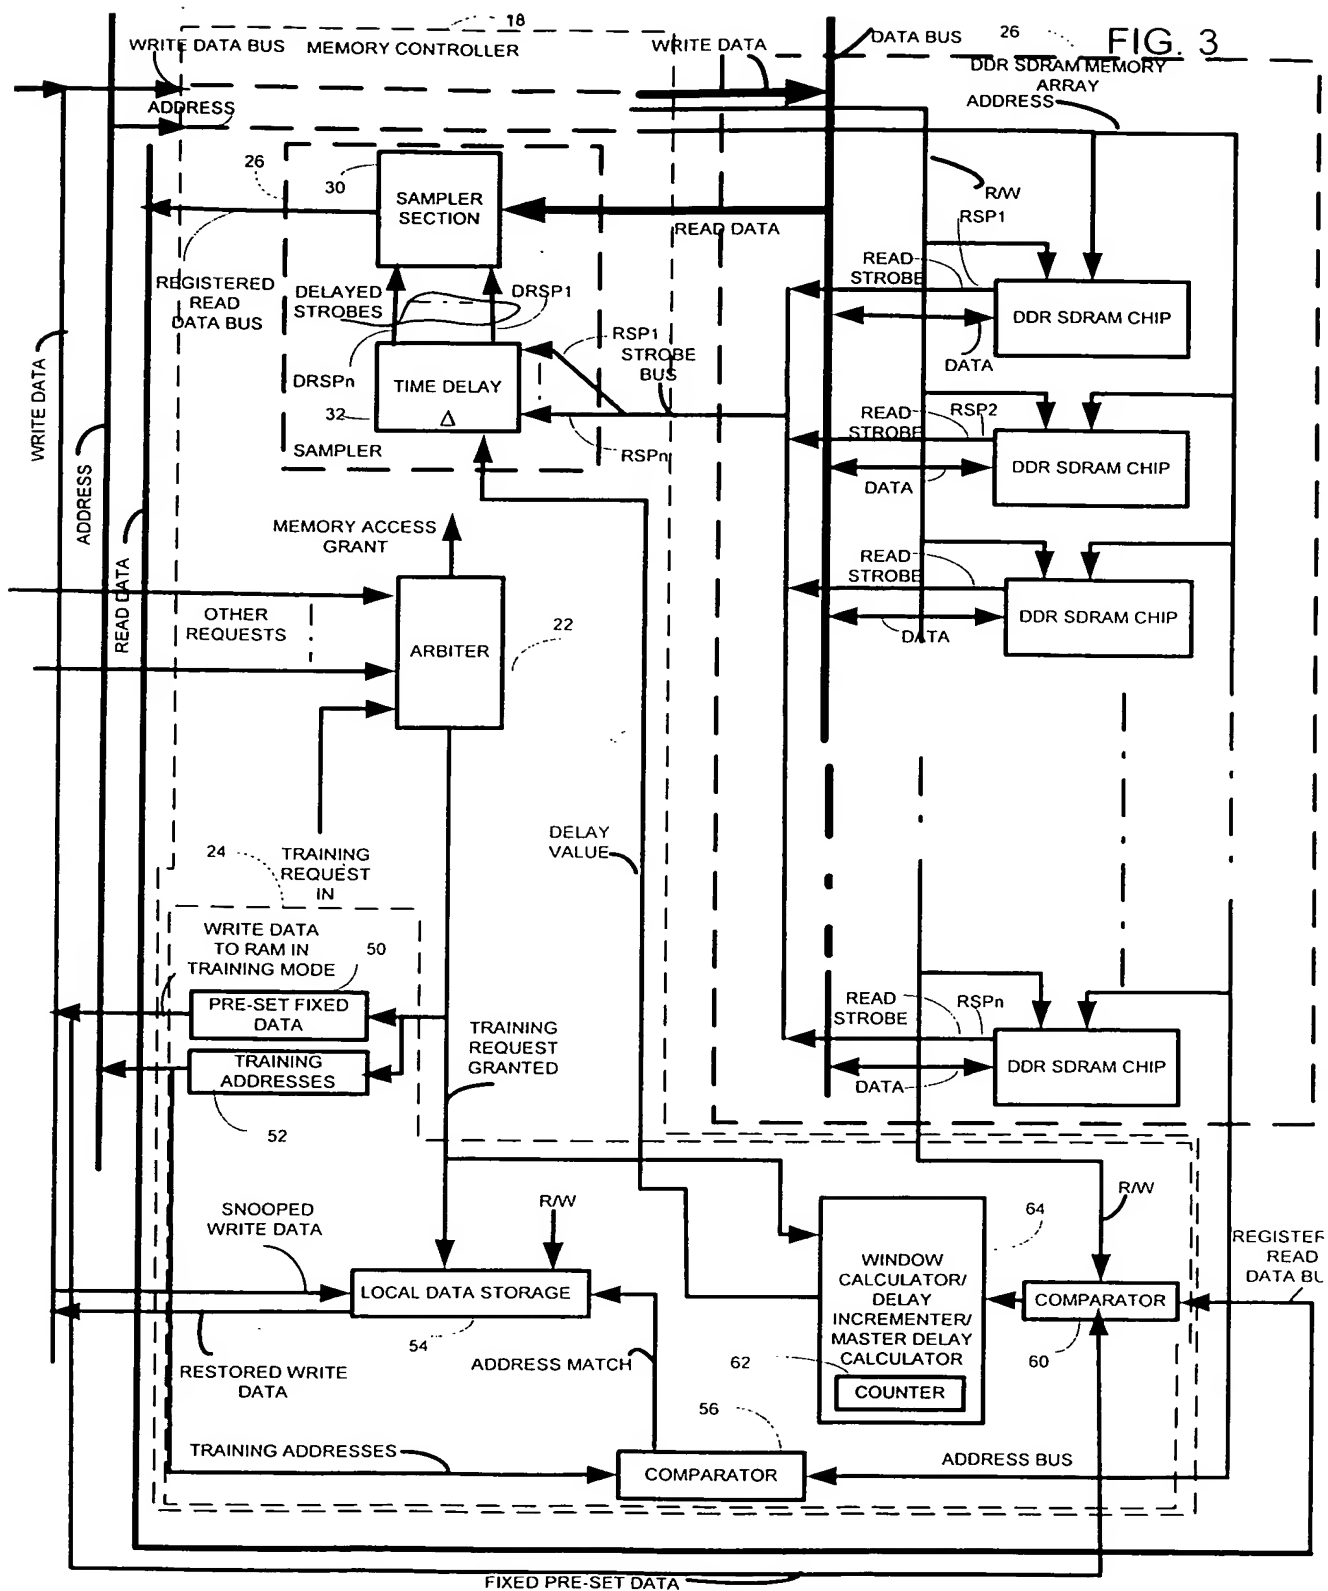 18
FIG. 3
WRITE DATA BUS
MEMORY CONTROLLER
WRITE DATA
DATA BUS
26
DDR SDRAM MEMORY
ARRAY
ADDRESS
ADDRESS
26
30
SAMPLER
SECTION
R/W
READ DATA
RSP1
READ
STROBE
REGISTERED
READ
DATA BUS
DELAYED
STROBES
DRSP1
DDR SDRAM CHIP
RSP1
STROBE
BUS
DATA
DRSPn
TIME DELAY
Δ
32
SAMPLER
RSPn
WRITE DATA
READ
STROBE
RSP2
DDR SDRAM CHIP
DATA
ADDRESS
MEMORY ACCESS
GRANT
READ
STROBE
READ DATA
OTHER
REQUESTS
22
ARBITER
DDR SDRAM CHIP
DATA
DELAY
VALUE
24
TRAINING
REQUEST
IN
WRITE DATA
TO RAM IN
TRAINING MODE
50
PRE-SET FIXED
DATA
READ
STROBE
RSPn
TRAINING
REQUEST
GRANTED
TRAINING
ADDRESSES
DDR SDRAM CHIP
DATA
52
SNOOPED
WRITE DATA
R/W
R/W
64
REGISTER
READ
DATA BU
WINDOW
CALCULATOR/
DELAY
INCREMENTER/
MASTER DELAY
CALCULATOR
LOCAL DATA STORAGE
COMPARATOR
54
60
RESTORED WRITE
DATA
ADDRESS MATCH
62
COUNTER
56
TRAINING ADDRESSES
COMPARATOR
ADDRESS BUS
FIXED PRE-SET DATA